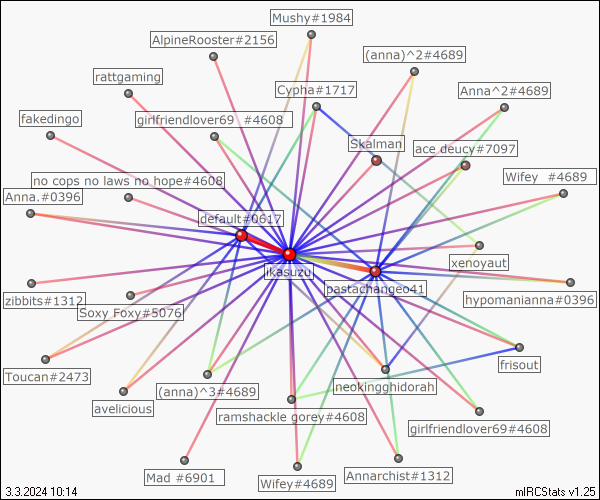 Mushy#1984
AlpineRooster#2156
(anna)^2#4689
rattgaming
Cypha#1717
Anna^2#4689
fakedingo
girlfriendlover69 #4608
Skalman
ace deucy#7097
no cops no laws no hope#4608
Wifey #4689
Anna.#0396
default#0617
xenoyaut
ikasuzu
pastachangeo41
zibbits#1312
Soxy Foxy#5076
hypomanianna#0396
frisout
Toucan#2473
(anna)^3#4689
neokingghidorah
avelicious
ramshackle gorey#4608
girlfriendlover69#4608
Mad #6901
Wifey#4689
Annarchist#1312
3.3.2024 10:14
mIRCStats v1.25